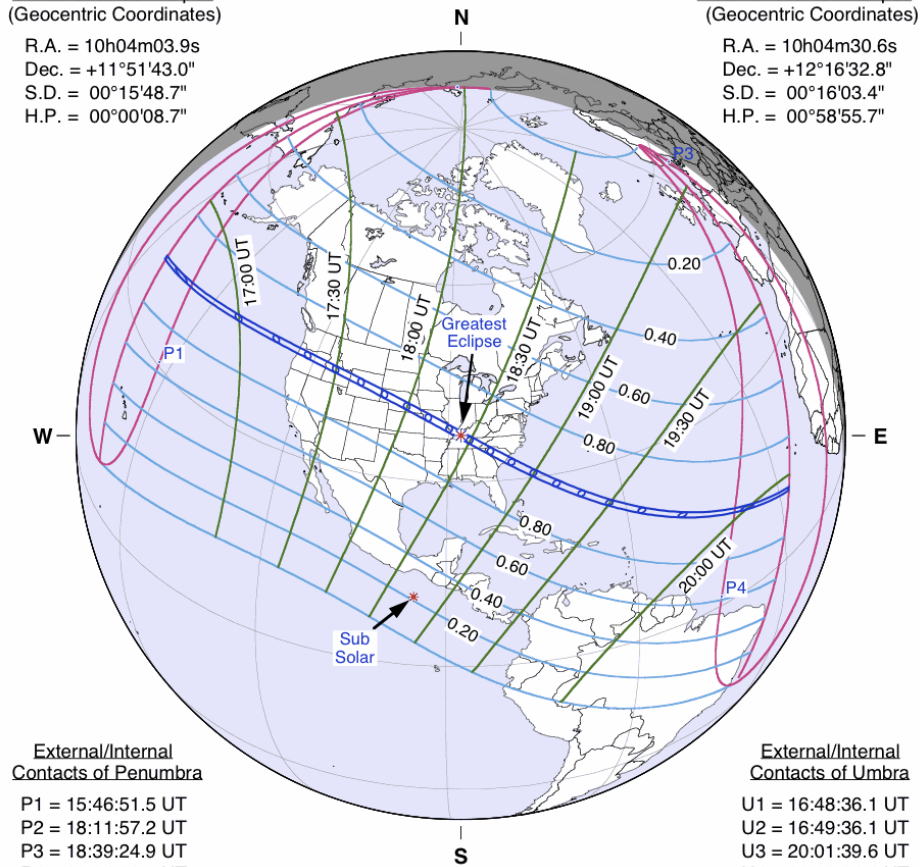 (Geocentric Coordinates)
R.A. = 10h04m03.9s
Dec. = +11°51'43.0"
S.D. = 00°15'48.7"
H.P. = 00°00'08.7"
N
(Geocentric Coordinates)
R.A. = 10h04m30.6s
Dec. = +12°16'32.8"
S.D. = 00°16'03.4"
H.P. = 00°58'55.7"
P3
0.20
17:00 UT
17:30 UT
18:00 UT
Greatest
Eclipse
18:30 UT
0.40
P1
19:00 UT
0.60
19:30 UT
W
E
0.80
0.80
0.60
20:00 UT
0.40
P4
0.20
Sub
Solar
External/Internal
Contacts of Penumbra
P1 = 15:46:51.5 UT
P2 = 18:11:57.2 UT
P3 = 18:39:24.9 UT
S
External/Internal
Contacts of Umbra
U1 = 16:48:36.1 UT
U2 = 16:49:36.1 UT
U3 = 20:01:39.6 UT